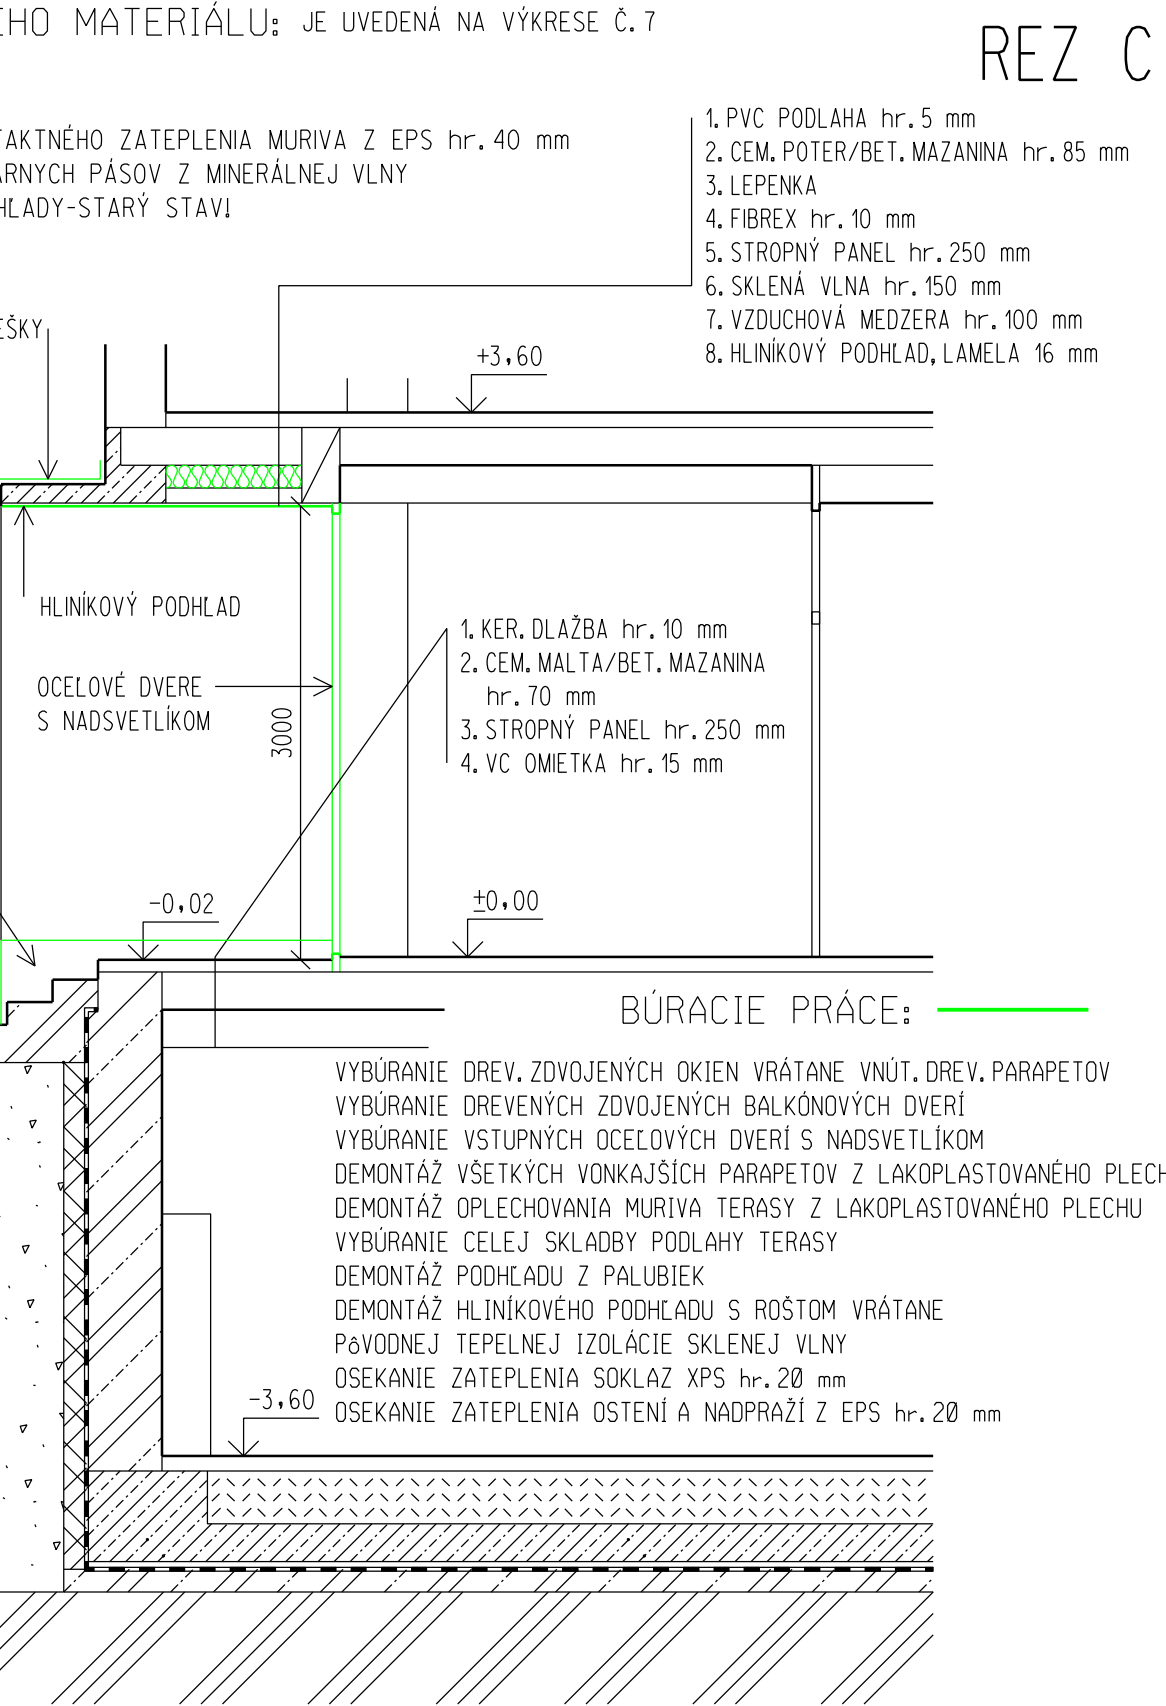 MATERIÁLU: JE UVEDENÁ NA VÝKRESE Č.7
REZ C
ZATEPLENIA MURIVA Z EPS hr.40 mm
PÁSOV Z MINERÁLNEJ VLNY
STAV!
1.PVC PODLAHA hr.5 mm
2.CEM.POTER/BET.MAZANINA hr.85 mm
3.LEPENKA
4.FIBREX hr.10 mm
5.STROPNÝ PANEL hr.250 mm
6.SKLENÁ VLNA hr.150 mm
7.VZDUCHOVÁ MEDZERA hr.100 mm
8.HLINÍKOVÝ PODHĽAD,LAMELA 16 mm
+3,60
HLINÍKOVÝ PODHĽAD
OCEĽOVÉ DVERE
S NADSVETLÍKOM
3000
1.KER.DLAŽBA hr.10 mm
2.CEM.MALTA/BET.MAZANINA
hr.70 mm
3.STROPNÝ PANEL hr.250 mm
4.VC OMIETKA hr.15 mm
-0,02
±0,00
BÚRACIE PRÁCE:
VYBÚRANIE DREV.ZDVOJENÝCH OKIEN VRÁTANE VNÚT.DREV.PARAPETOV
VYBÚRANIE DREVENÝCH ZDVOJENÝCH BALKÓNOVÝCH DVERÍ
VYBÚRANIE VSTUPNÝCH OCEĽOVÝCH DVERÍ S NADSVETLÍKOM
DEMONTÁŽ VŠETKÝCH VONKAJŠÍCH PARAPETOV Z LAKOPLASTOVANÉHO PLECH
DEMONTÁŽ OPLECHOVANIA MURIVA TERASY Z LAKOPLASTOVANÉHO PLECHU
VYBÚRANIE CELEJ SKLADBY PODLAHY TERASY
DEMONTÁŽ PODHĽADU Z PALUBIEK
DEMONTÁŽ HLINÍKOVÉHO PODHĽADU S ROŠTOM VRÁTANE
PôVODNEJ TEPELNEJ IZOLÁCIE SKLENEJ VLNY
OSEKANIE ZATEPLENIA SOKLAZ XPS hr.20 mm
OSEKANIE ZATEPLENIA OSTENÍ A NADPRAŽÍ Z EPS hr.20 mm
-3,60